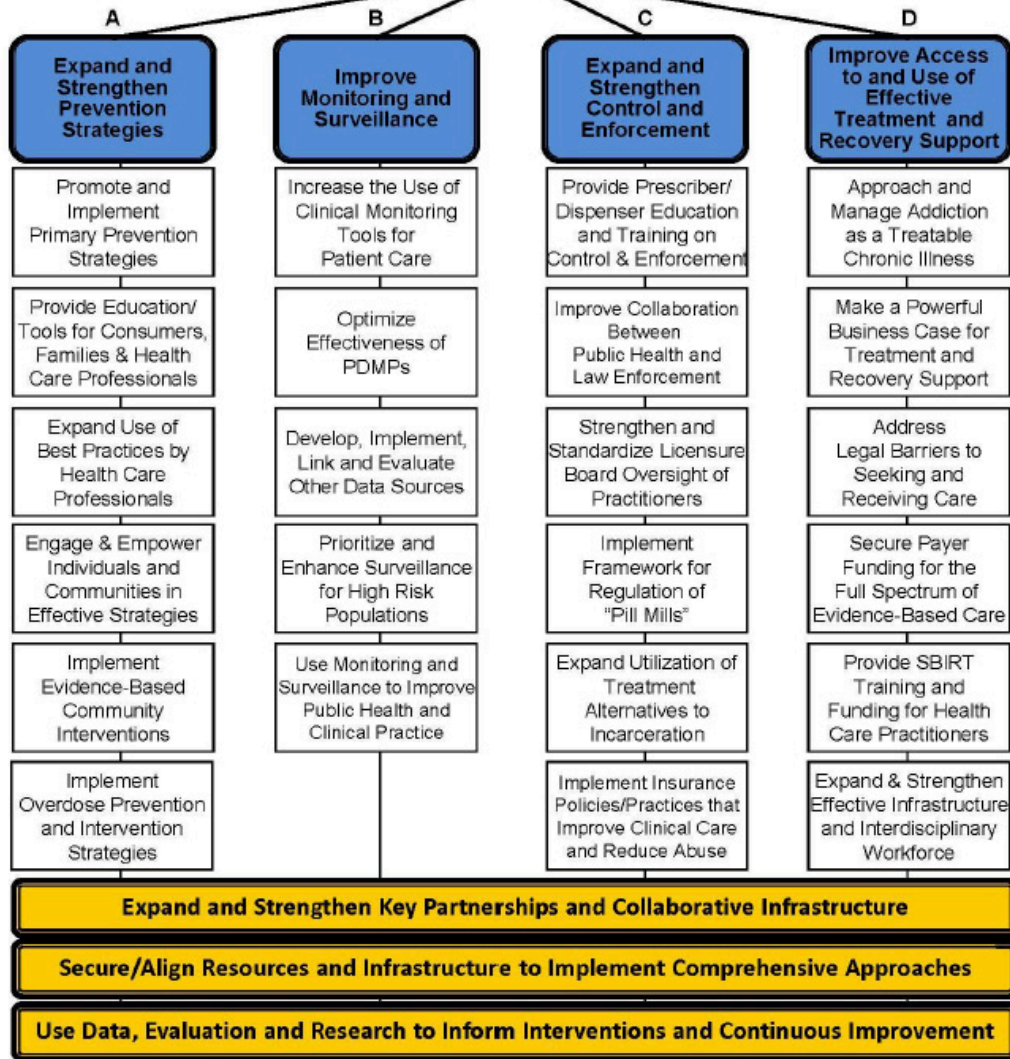 A
B
C
D
Expand and
Strengthen
Prevention
Strategies
Improve
Monitoring and
Surveillance
Expand and
Strengthen
Control and
Enforcement
Improve Access
to and Use of
Effective
Treatment and
Recovery Support
Promote and
Implement
Primary Prevention
Strategies
Increase the Use of
Clinical Monitoring
Tools for
Patient Care
Provide Prescriber/
Dispenser Education
and Training on
Control & Enforcement
Approach and
Manage Addiction
as a Treatable
Chronic Illness
Provide Education/
Tools for Consumers,
Families & Health
Care Professionals
Optimize
Effectiveness of
PDMPs
Improve Collaboration
Between
Public Health and
Law Enforcement
Make a Powerful
Business Case for
Treatment and
Recovery Support
Expand Use of
Best Practices by
Health Care
Professionals
Develop, Implement,
Link and Evaluate
Other Data Sources
Strengthen and
Standardize Licensure
Board Oversight of
Practitioners
Address
Legal Barriers to
Seeking and
Receiving Care
Engage & Empower
Individuals and
Communities in
Effective Strategies
Prioritize and
Enhance Surveillance
for High Risk
Populations
Implement
Framework for
Regulation of
"Pill Mills"
Secure Payer
Funding for the
Full Spectrum of
Evidence-Based Care
Implement
Evidence-Based
Community
Interventions
Use Monitoring and
Surveillance to Improve
Public Health and
Clinical Practice
Expand Utilization of
Treatment
Alternatives to
Incarceration
Provide SBIRT
Training and
Funding for Health
Care Practitioners
Implement
Overdose Prevention
and Intervention
Strategies
Implement Insurance
Policies/Practices that
Improve Clinical Care
and Reduce Abuse
Expand & Strengthen
Effective Infrastructure
and Interdisciplinary
Workforce
Expand and Strengthen Key Partnerships and Collaborative Infrastructure
Secure/Align Resources and Infrastructure to Implement Comprehensive Approaches
Use Data, Evaluation and Research to Inform Interventions and Continuous Improvement